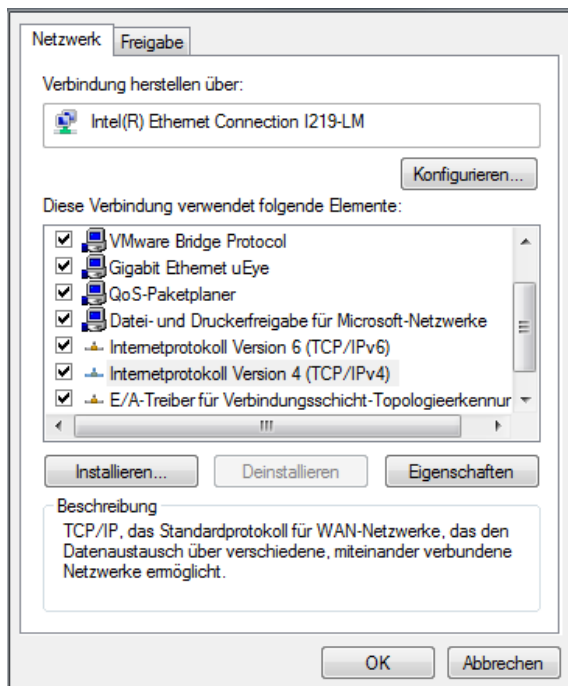 Netzwerk
Freigabe
Verbindung herstellen über:
Intel(R) Ethernet Connection I219-LM
Konfigurieren...
Diese Verbindung verwendet folgende Elemente:
VMware Bridge Protocol
Gigabit Ethernet uEye
QoS-Paketplaner
Datei- und Druckerfreigabe für Microsoft-Netzwerke
Internetprotokoll Version 6 (TCP/IPv6)
Internetprotokoll Version 4 (TCP/IPv4)
E/A-Treiber für Verbindungsschicht-Topologieerkennur
Installieren...
Deinstallieren
Eigenschaften
Beschreibung
TCP/IP, das Standardprotokoll für WAN-Netzwerke, das den
Datenaustausch über verschiedene, miteinander verbundene
Netzwerke ermöglicht.
OK
Abbrechen